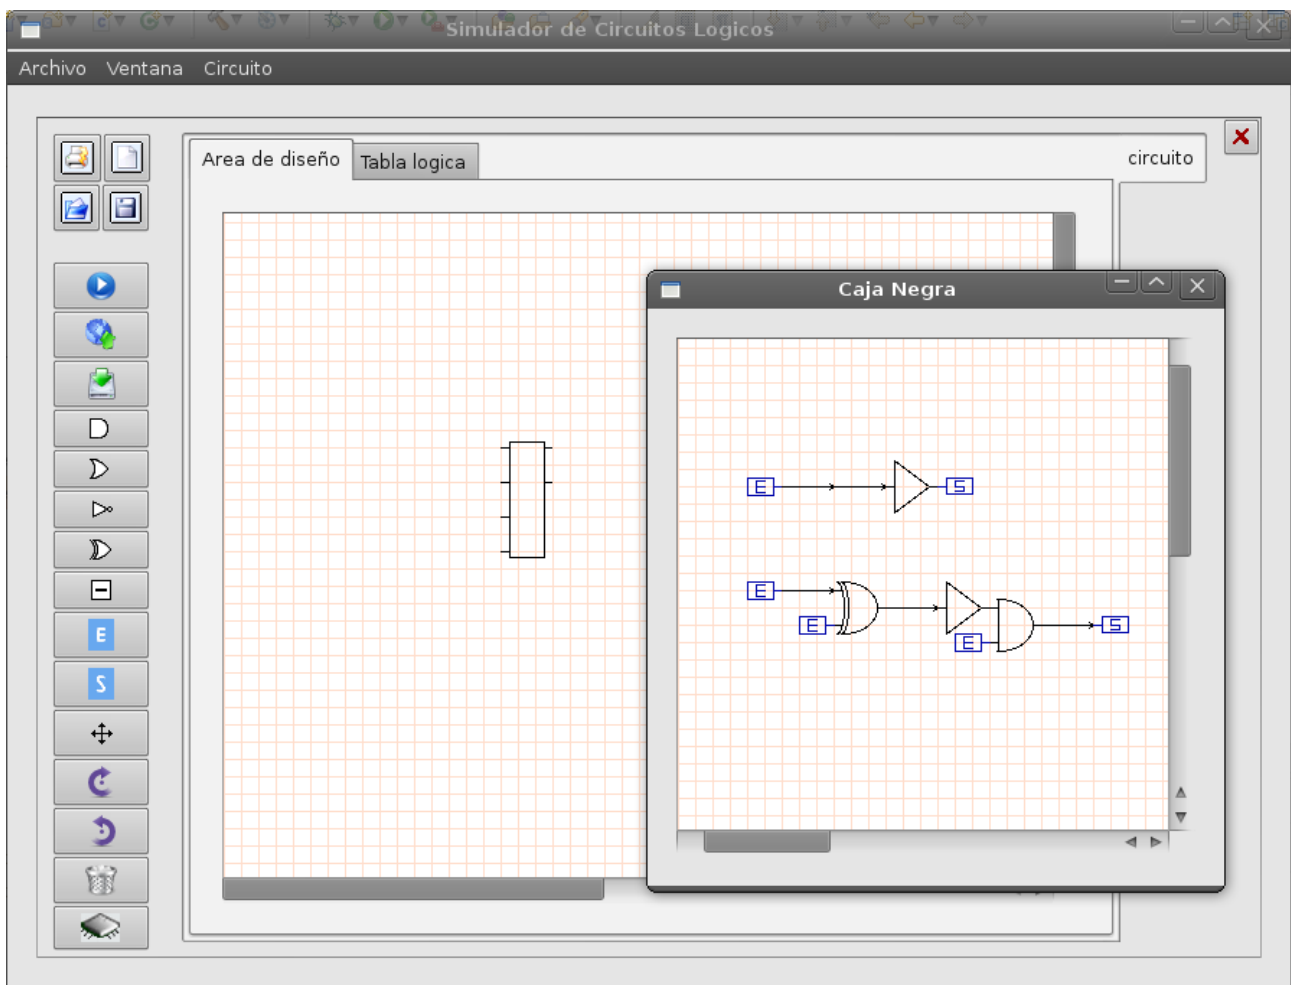 Simulador de Circuitos Logicos
Archivo Ventana Circuito
Area de diseño Tabla logica circuito
Caja Negra
E S
E
E S
E
E
S